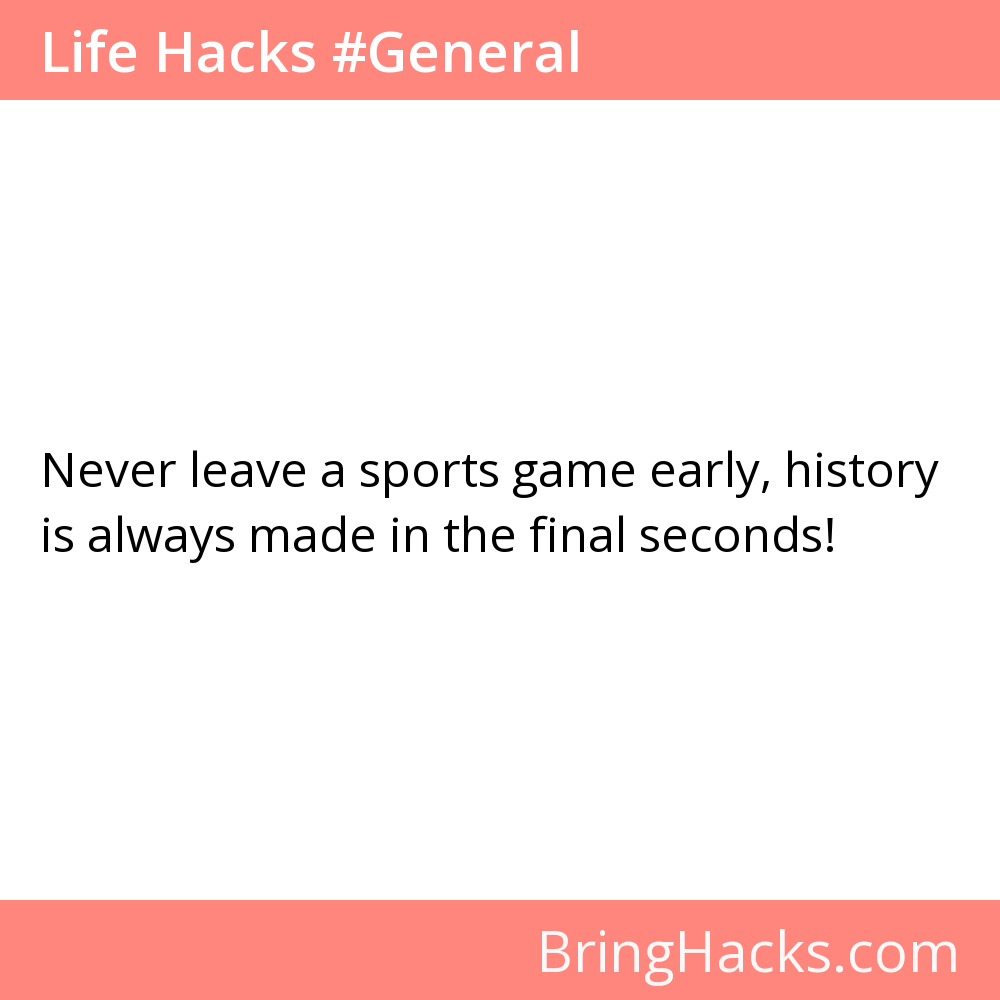 Life Hacks #General
Never leave a sports game early, history
is always made in the final seconds!
BringHacks.com